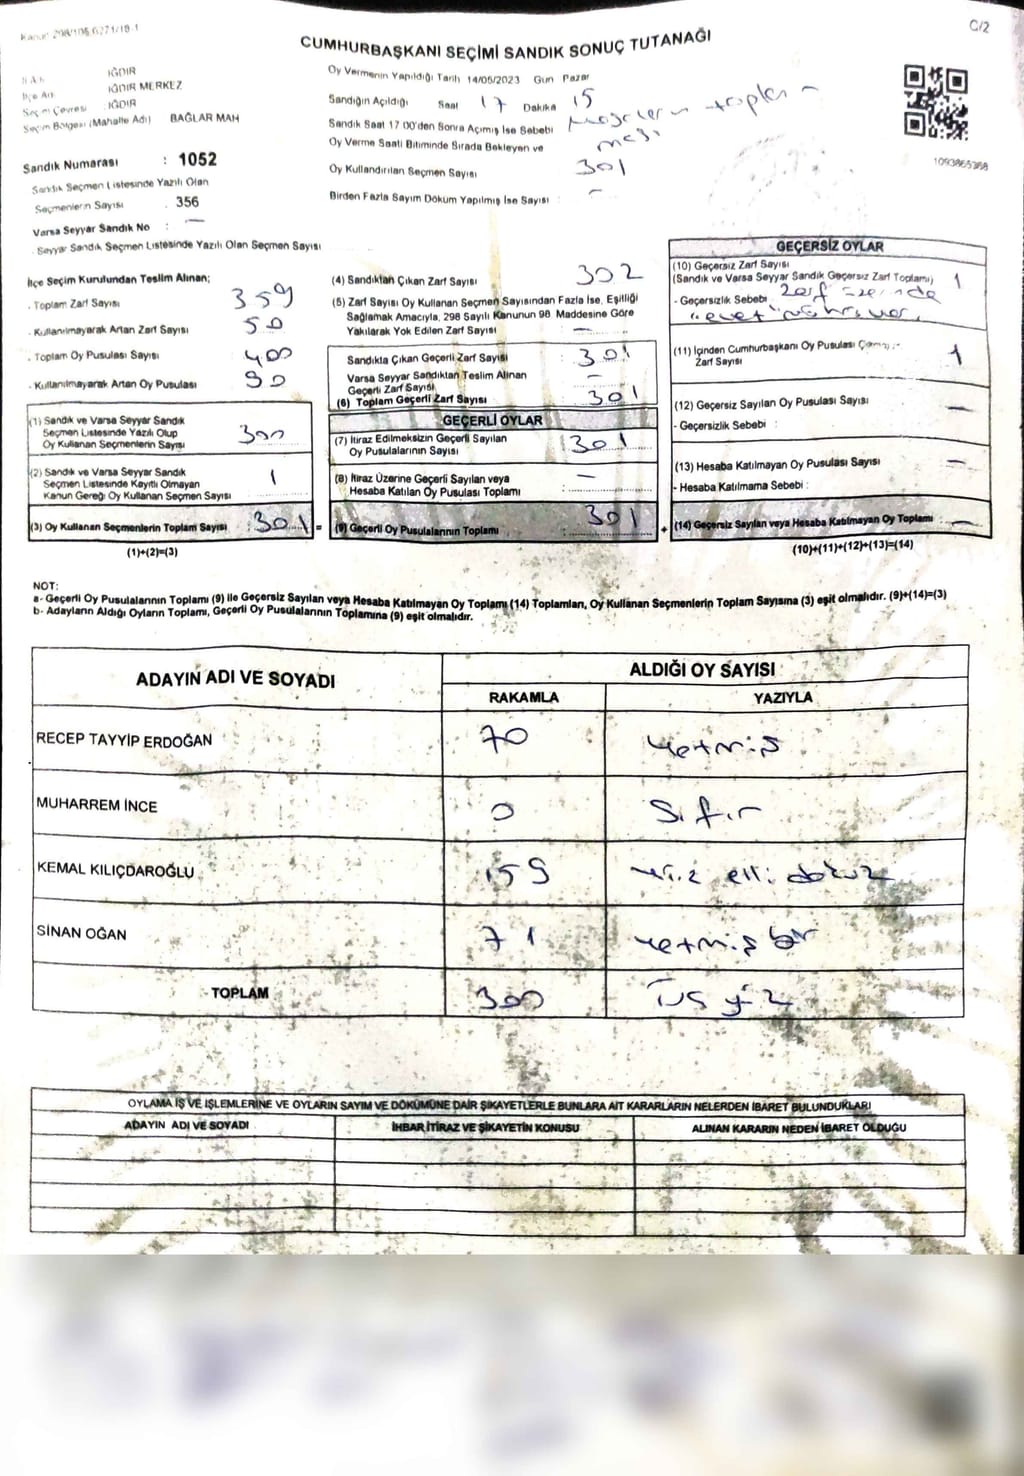 Kanun: 298/105,6271/19.1
C/2
CUMHURBAŞKANI SEÇİMİ SANDIK SONUÇ TUTANAĞI
İl Adı IĞDIR
İlçe Adı IĞDIR MERKEZ
Seçim Çevresi : IĞDIR
Seçim Bölgesi (Mahalle Adı) BAĞLAR MAH
Sandık Numarası : 1052
Sandık Seçmen Listesinde Yazılı Olan
Seçmenlerin Sayısı : 356
Varsa Seyyar Sandık No : —
Seyyar Sandık Seçmen Listesinde Yazılı Olan Seçmen Sayısı
Oy Vermenin Yapıldığı Tarih 14/05/2023 Gun Pazar
Sandığın Açıldığı Saat 17 Dakika 15
Sandık Saat 17.00'den Sonra Açımış İse Sebebi
Oy Verme Saati Bitiminde Sırada Bekleyen ve
Oy Kullandırılan Seçmen Sayısı 301
Birden Fazla Sayım Döküm Yapılmış İse Sayısı : —
1093865368
İlçe Seçim Kurulundan Teslim Alınan;
- Toplam Zarf Sayısı 359
- Kullanılmayarak Artan Zarf Sayısı 50
- Toplam Oy Pusulası Sayısı 400
- Kullanılmayarak Artan Oy Pusulası 90
(1) Sandık ve Varsa Seyyar Sandık
Seçmen Listesinde Yazılı Olup
Oy Kullanan Seçmenlerin Sayısı 300
(2) Sandık ve Varsa Seyyar Sandık
Seçmen Listesinde Kayıtlı Olmayan
Kanun Gereği Oy Kullanan Seçmen Sayısı 1
(3) Oy Kullanan Seçmenlerin Toplam Sayısı : 301 =
(1)+(2)=(3)
(4) Sandıktan Çıkan Zarf Sayısı 302
(5) Zarf Sayısı Oy Kullanan Seçmen Sayısından Fazla İse, Eşitliği
Sağlamak Amacıyla, 298 Sayılı Kanunun 98. Maddesine Göre
Yakılarak Yok Edilen Zarf Sayısı : —
Sandıkta Çıkan Geçerli Zarf Sayısı : 301
Varsa Seyyar Sandıktan Teslim Alınan
Geçerli Zarf Sayısı —
(6) Toplam Geçerli Zarf Sayısı 301
GEÇERLİ OYLAR
(7) İtiraz Edilmeksizin Geçerli Sayılan
Oy Pusulalarının Sayısı 301
(8) İtiraz Üzerine Geçerli Sayılan veya
Hesaba Katılan Oy Pusulası Toplamı : —
(9) Geçerli Oy Pusulalarının Toplamı : 301 +
GEÇERSİZ OYLAR
(10) Geçersiz Zarf Sayısı
(Sandık ve Varsa Seyyar Sandık Geçersiz Zarf Toplamı) 1
- Geçersizlik Sebebi : Zarf üzerinde
"evet"
(11) İçinden Cumhurbaşkanı Oy Pusulası
Zarf Sayısı 1
(12) Geçersiz Sayılan Oy Pusulası Sayısı —
- Geçersizlik Sebebi :
(13) Hesaba Katılmayan Oy Pusulası Sayısı —
- Hesaba Katılmama Sebebi :
(14) Geçersiz Sayılan veya Hesaba Katılmayan Oy Toplamı —
(10)+(11)+(12)+(13)=(14)
NOT:
a- Geçerli Oy Pusulalarının Toplamı (9) ile Geçersiz Sayılan veya Hesaba Katılmayan Oy Toplamı (14) Toplamları, Oy Kullanan Seçmenlerin Toplam Sayısına (3) eşit olmalıdır. (9)+(14)=(3)
b- Adayların Aldığı Oyların Toplamı, Geçerli Oy Pusulalarının Toplamına (9) eşit olmalıdır.
ADAYIN ADI VE SOYADI
ALDIĞI OY SAYISI
RAKAMLA YAZIYLA
RECEP TAYYİP ERDOĞAN 70 Yetmiş
MUHARREM İNCE 0 Sıfır
KEMAL KILIÇDAROĞLU 159 Yüz elli dokuz
SİNAN OĞAN 71 Yetmiş bir
TOPLAM 300 Üç yüz
OYLAMA İŞ VE İŞLEMLERİNE VE OYLARIN SAYIM VE DÖKÜMÜNE DAİR ŞİKAYETLERLE BUNLARA AİT KARARLARIN NELERDEN İBARET BULUNDUKLARI
ADAYIN ADI VE SOYADI İHBAR İTİRAZ VE ŞİKAYETİN KONUSU ALINAN KARARIN NEDEN İBARET OLDUĞU